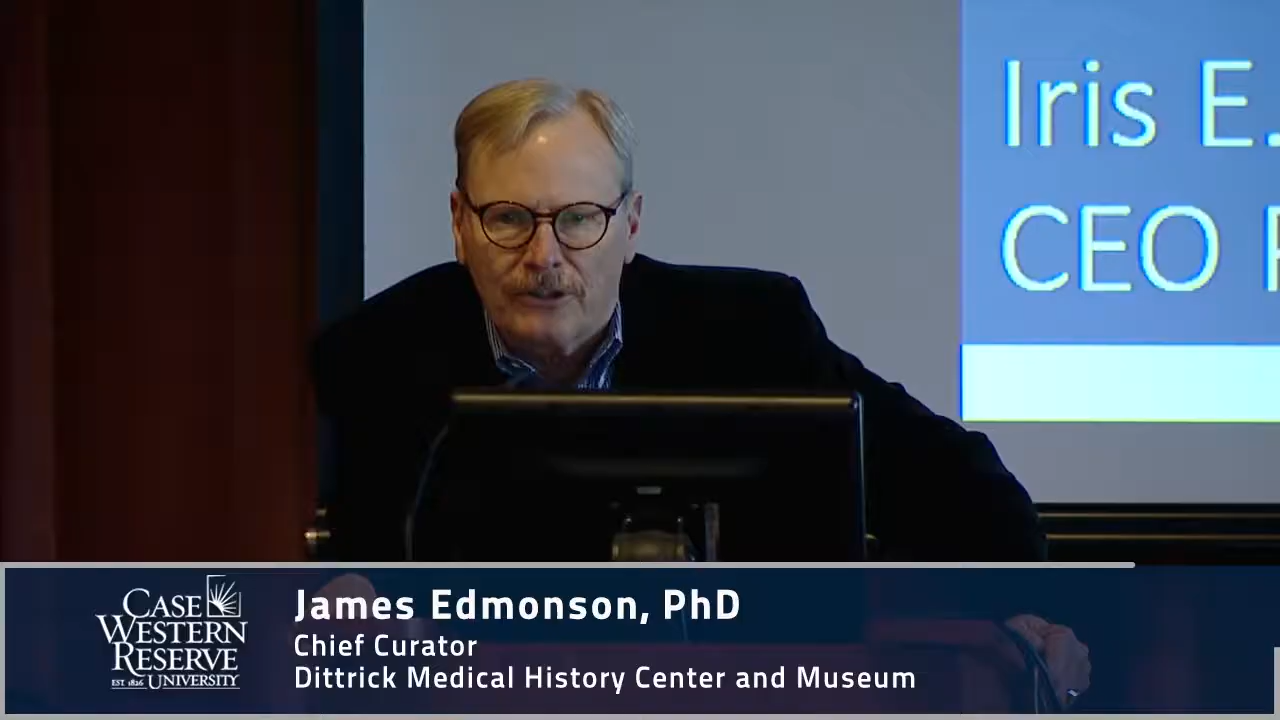 Iris E.
CEO
CASE
WESTERN
RESERVE
EST. 1826 UNIVERSITY
James Edmonson, PhD
Chief Curator
Dittrick Medical History Center and Museum